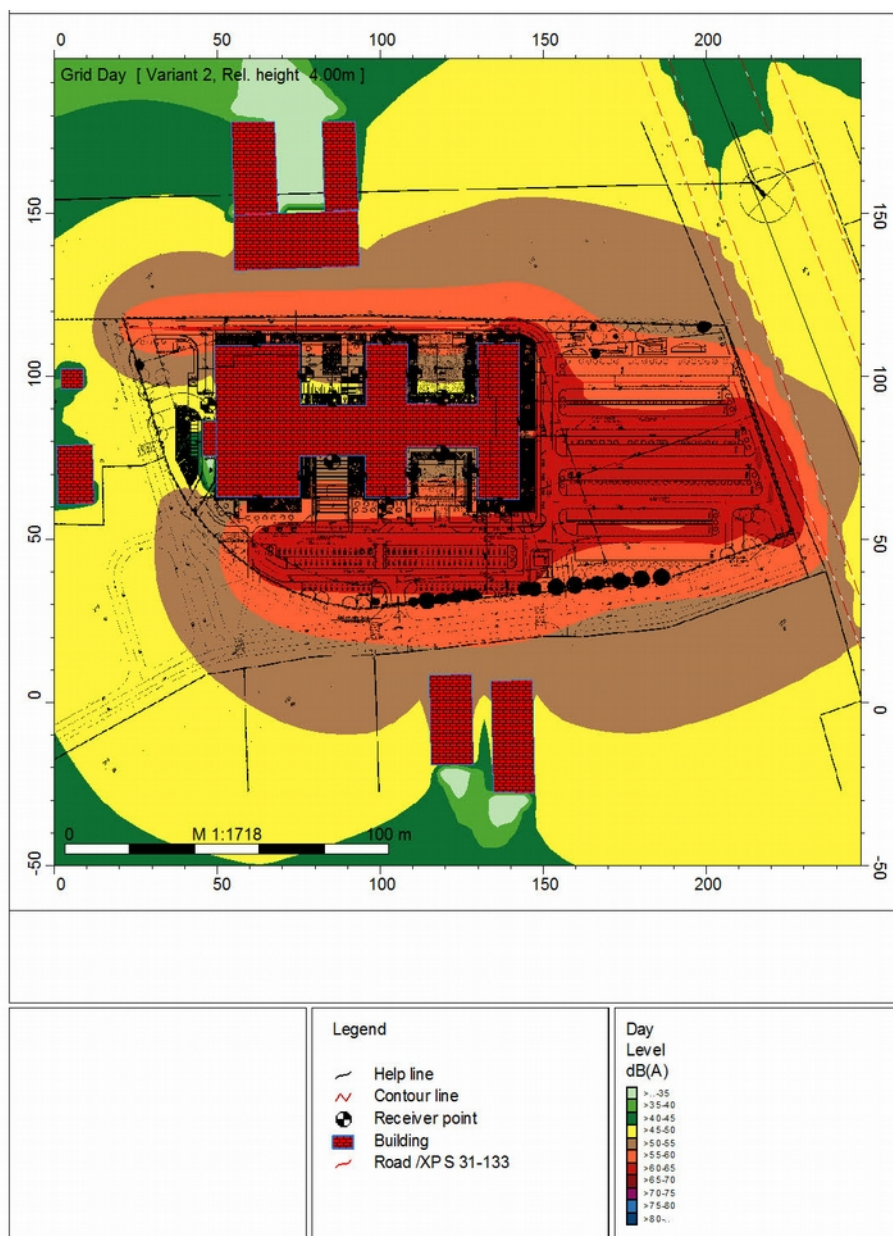 0 50 100 150 200
Grid Day [ Variant 2, Rel. height 4.00m ]
150 150
100 100
50 50
0 0
0 M 1:1718 100 m
-50 -50
0 50 100 150 200
Legend
Help line
Contour line
Receiver point
Building
Road /XPS 31-133
Day
Level
dB(A)
>..-35
>35-40
>40-45
>45-50
>50-55
>55-60
>60-65
>65-70
>70-75
>75-80
>80-..